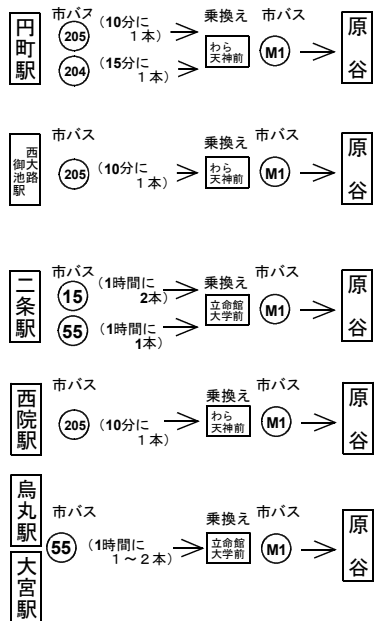 円町駅
市バス
205
(10分に
1本)
204
(15分に
1本)
乗換え
わら
天神前
市バス
M1
原谷
西大路
御池駅
市バス
205
(10分に
1本)
乗換え
わら
天神前
市バス
M1
原谷
二条駅
市バス
15
(1時間に
2本)
55
(1時間に
1本)
乗換え
立命館
大学前
市バス
M1
原谷
西院駅
市バス
205
(10分に
1本)
乗換え
わら
天神前
市バス
M1
原谷
烏丸駅
大宮駅
市バス
55
(1時間に
1~2本)
乗換え
立命館
大学前
市バス
M1
原谷